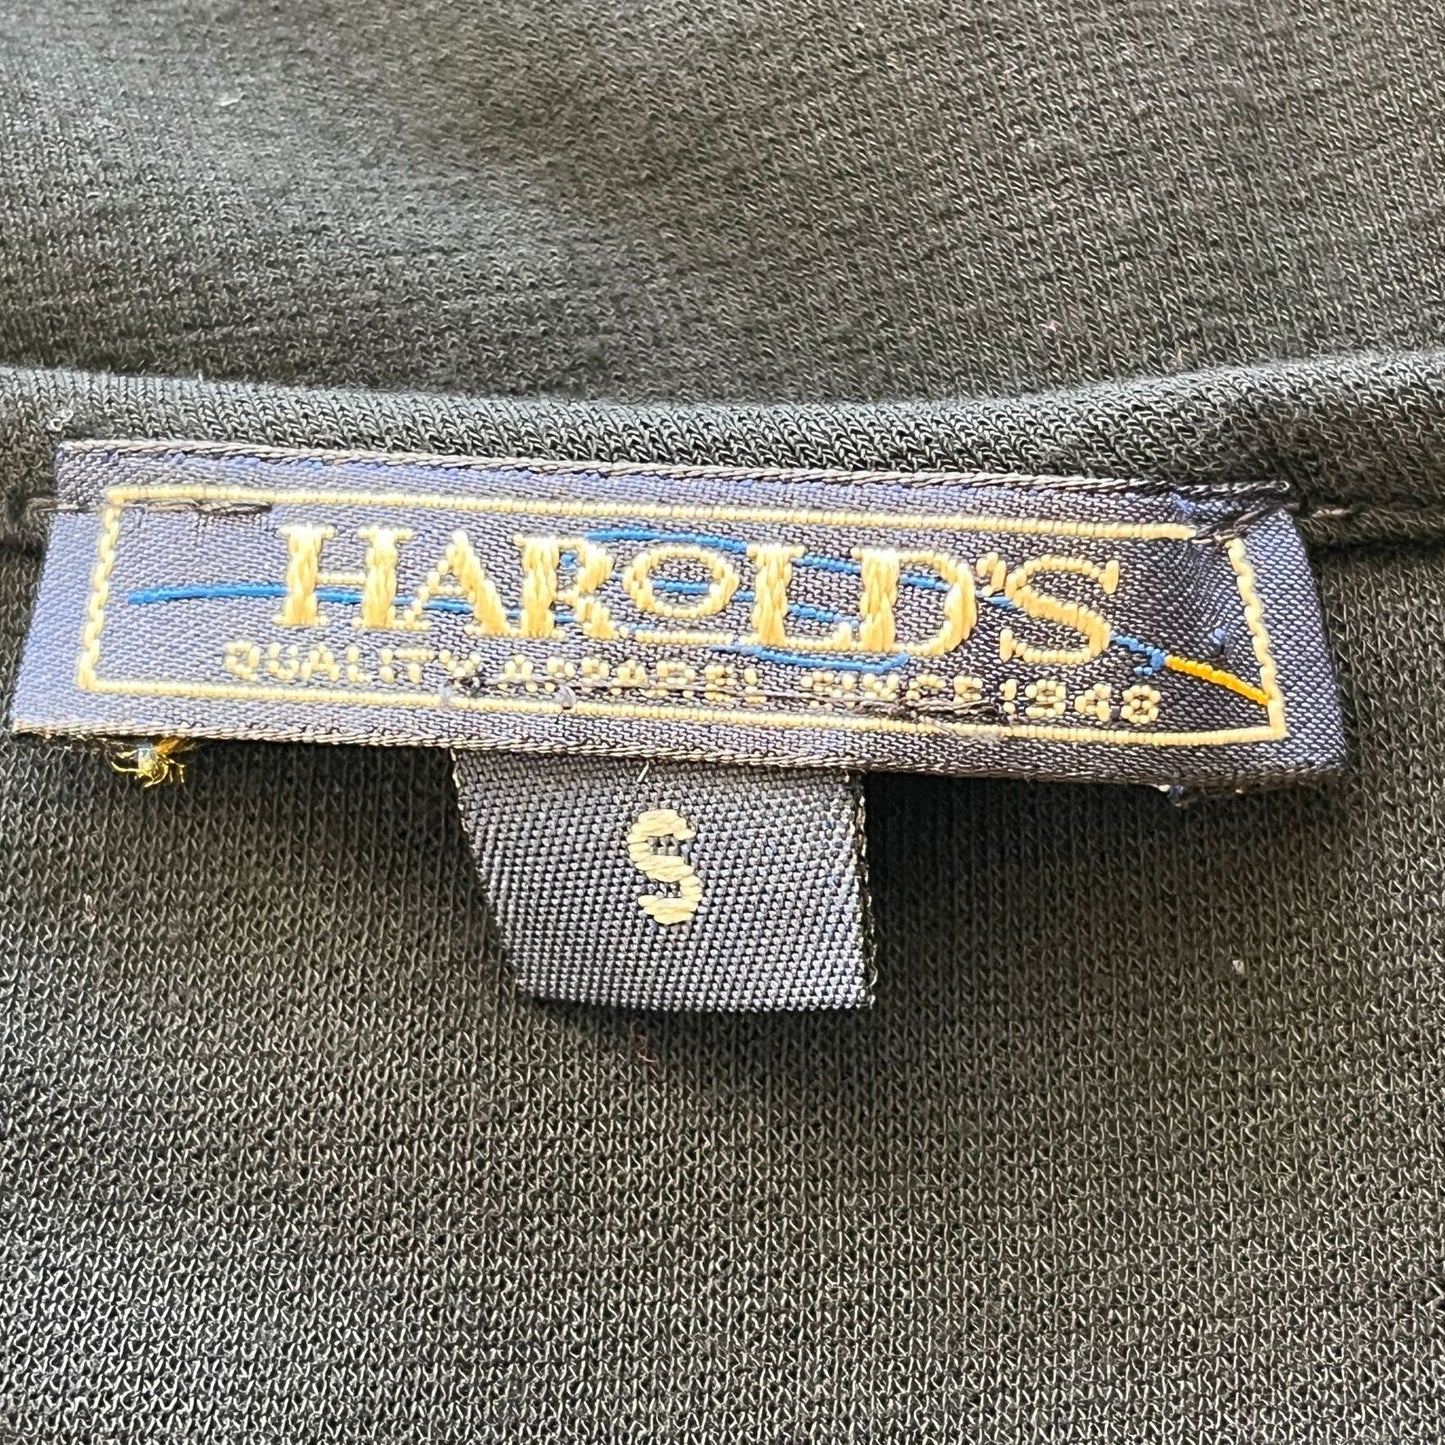 HAROLD'S
QUALITY APPAREL SINCE 1948
S